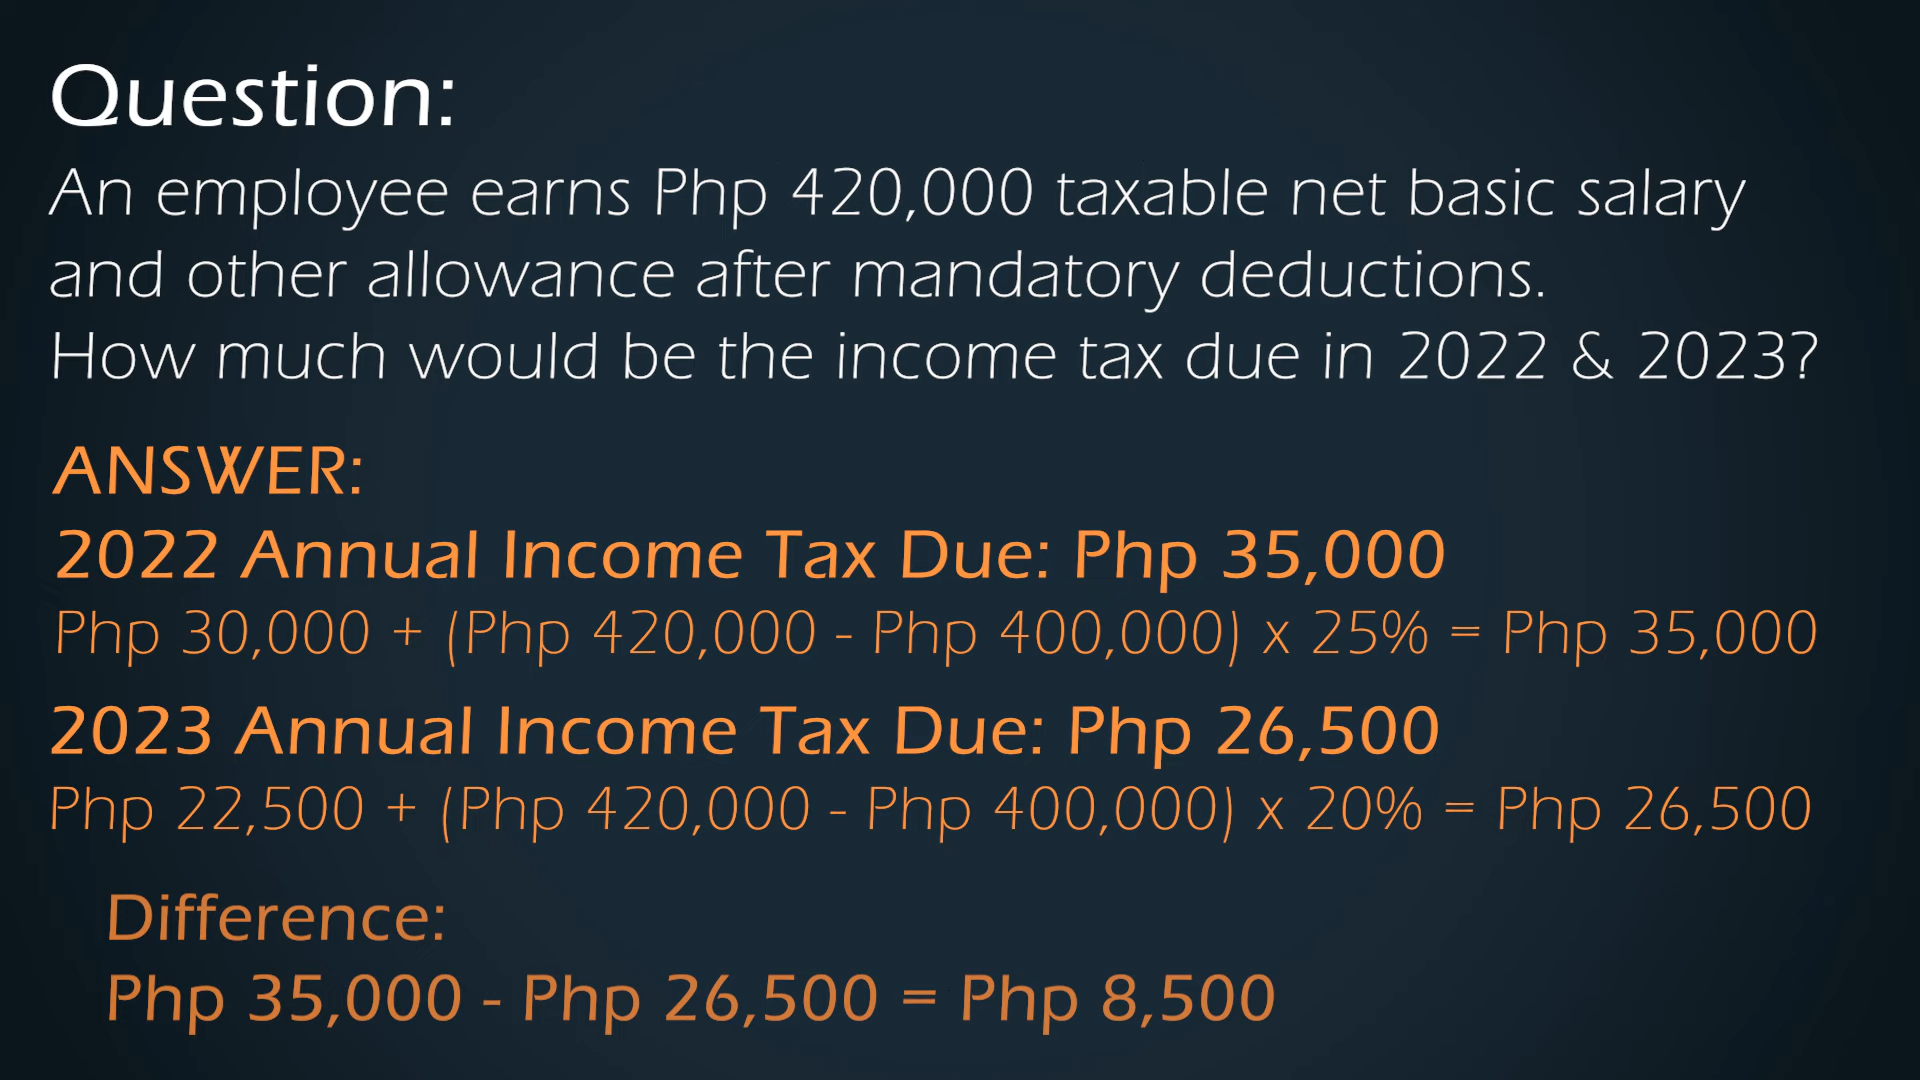 Question:
An employee earns Php 420,000 taxable net basic salary
and other allowance after mandatory deductions.
How much would be the income tax due in 2022 & 2023?
ANSWER:
2022 Annual Income Tax Due: Php 35,000
Php 30,000 + (Php 420,000 - Php 400,000) x 25% = Php 35,000
2023 Annual Income Tax Due: Php 26,500
Php 22,500 + (Php 420,000 - Php 400,000) x 20% = Php 26,500
Difference:
Php 35,000 - Php 26,500 = Php 8,500